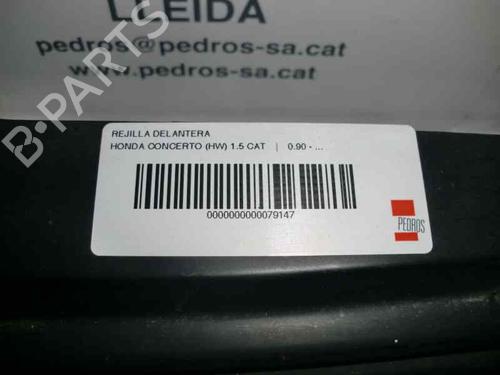 LLEIDA
pedros@pedros-sa.cat
www.pedros-sa.cat
B-PARTS
REJILLA DELANTERA
HONDA CONCERTO (HW) 1.5 CAT | 0.90 - ...
0000000000079147
PEDROS